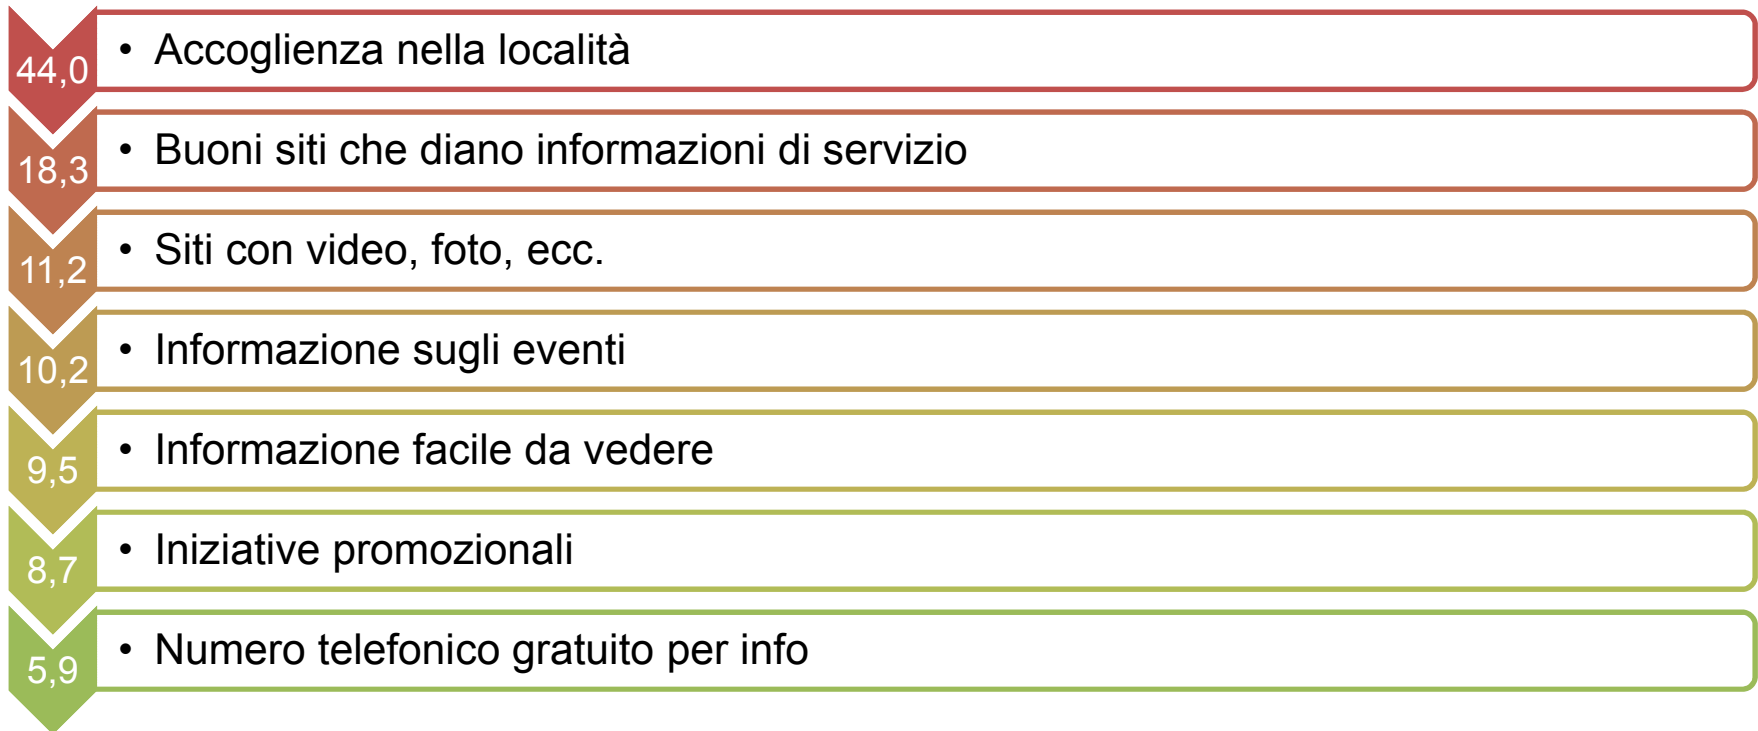 44,0 • Accoglienza nella località
18,3 • Buoni siti che diano informazioni di servizio
11,2 • Siti con video, foto, ecc.
10,2 • Informazione sugli eventi
9,5 • Informazione facile da vedere
8,7 • Iniziative promozionali
5,9 • Numero telefonico gratuito per info